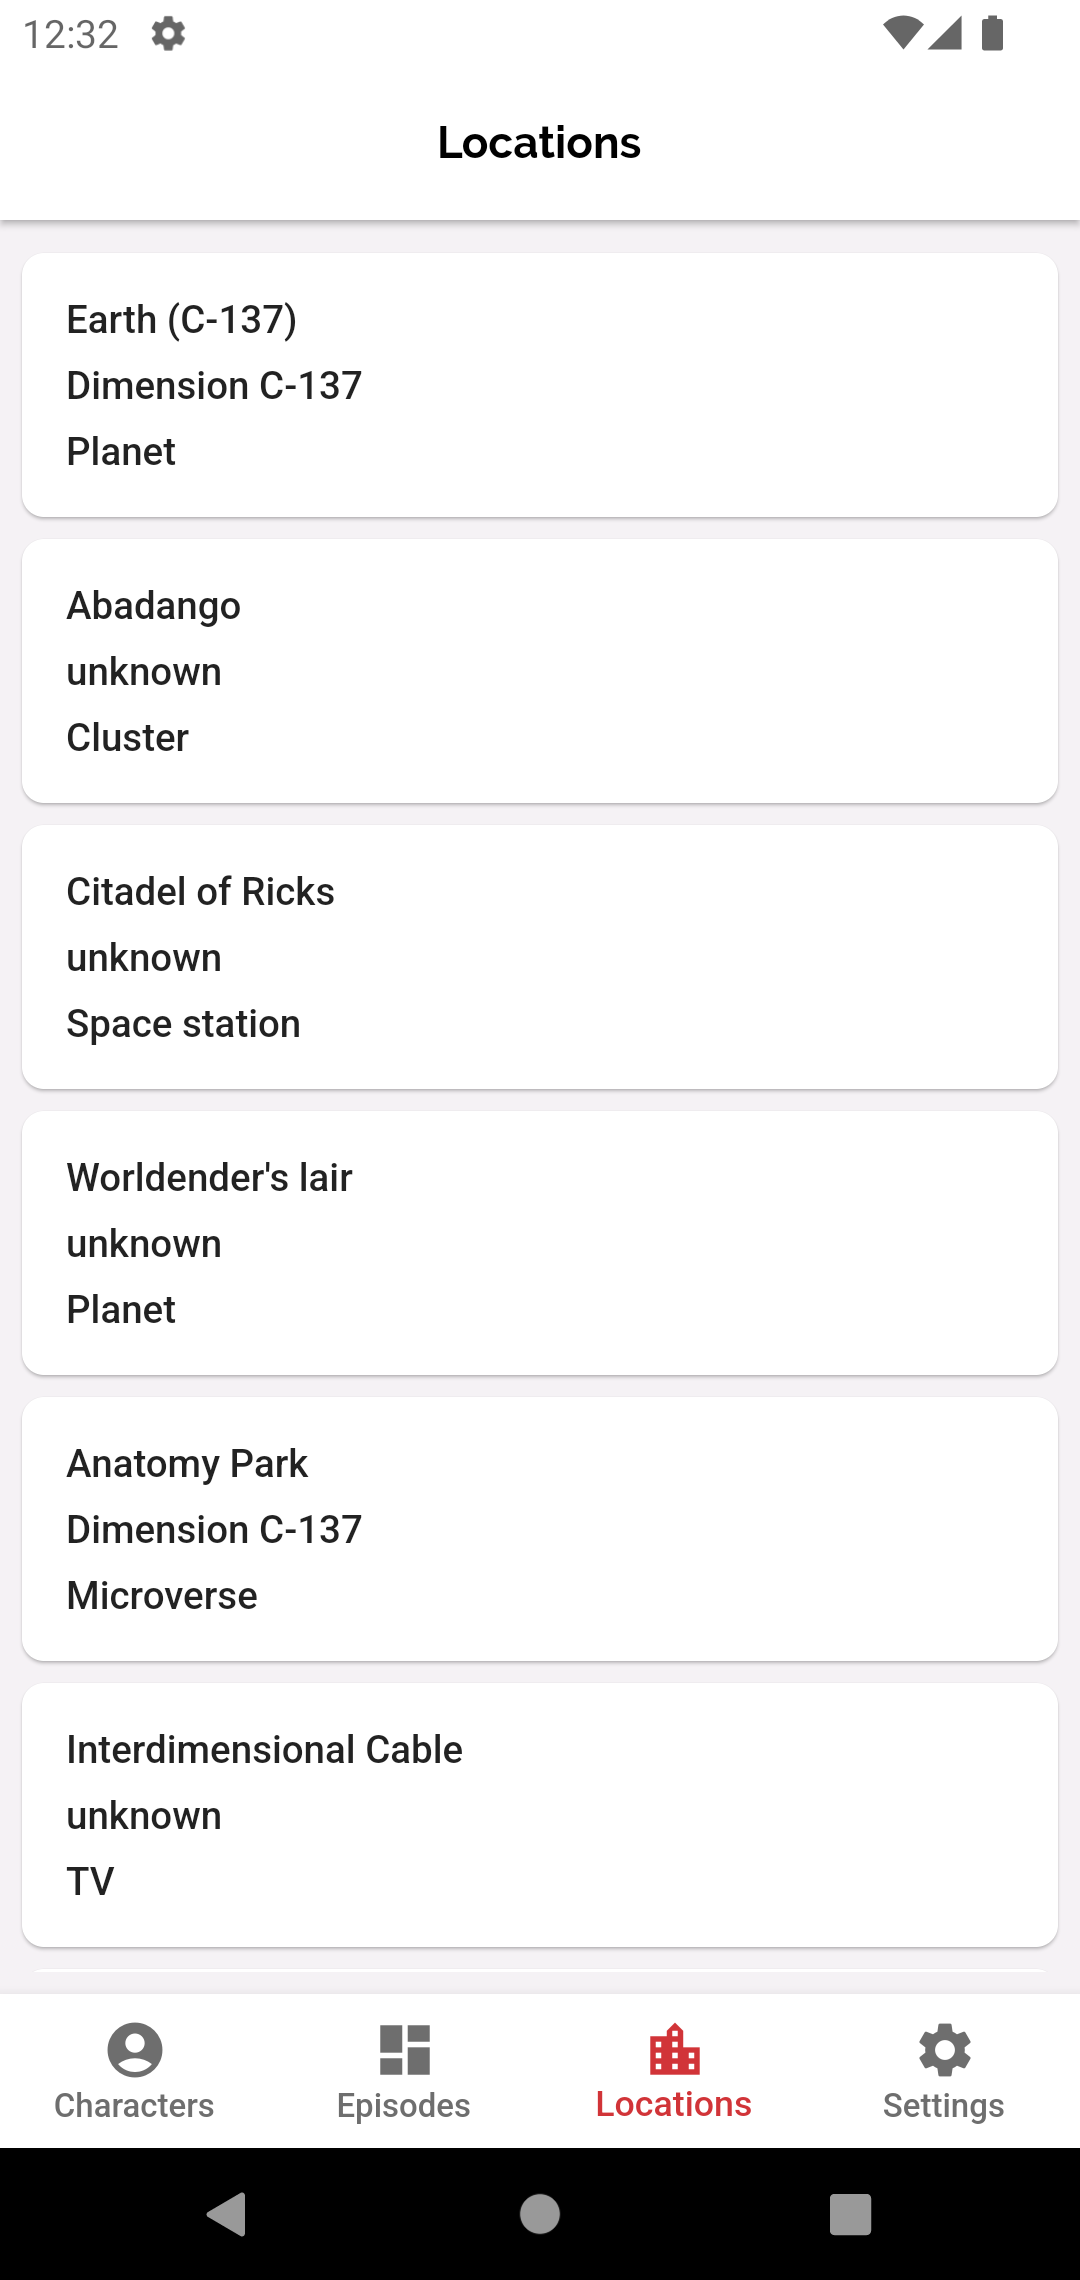 12:32
Locations
Earth (C-137)
Dimension C-137
Planet
Abadango
unknown
Cluster
Citadel of Ricks
unknown
Space station
Worldender's lair
unknown
Planet
Anatomy Park
Dimension C-137
Microverse
Interdimensional Cable
unknown
TV
Characters Episodes Locations Settings